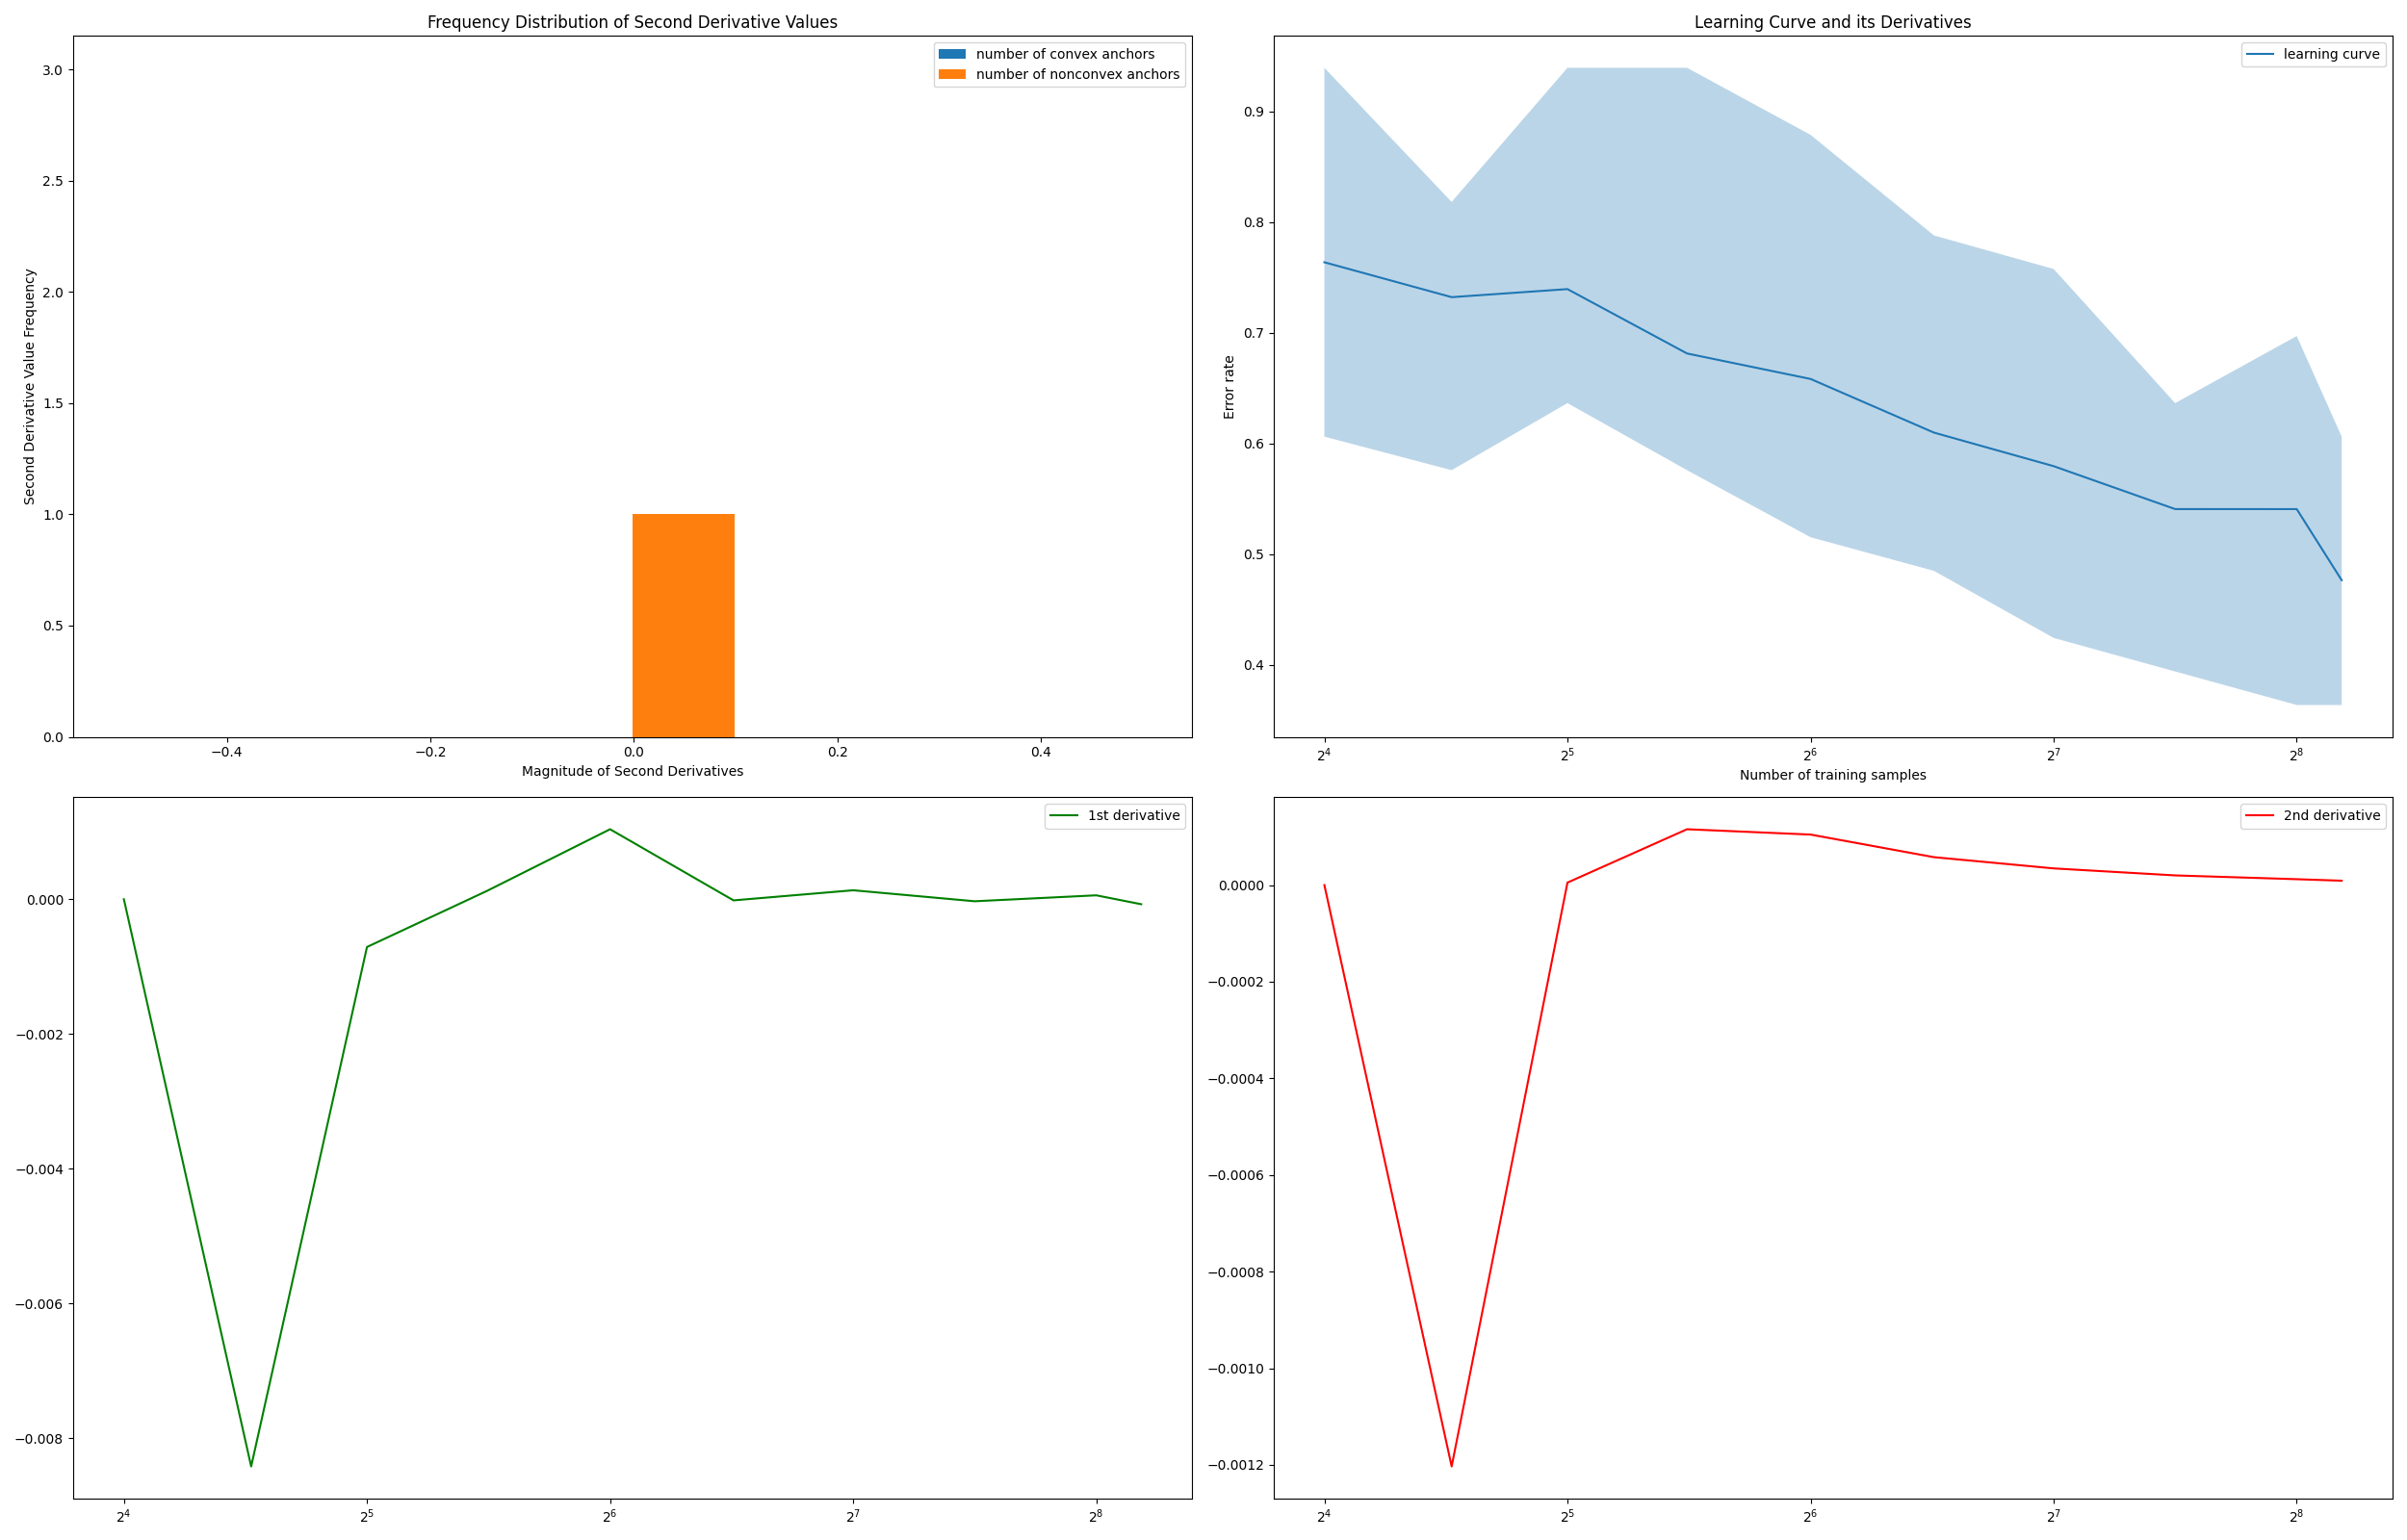 Frequency Distribution of Second Derivative Values
number of convex anchors
number of nonconvex anchors
Second Derivative Value Frequency
3.0
2.5
2.0
1.5
1.0
0.5
0.0
−0.4 −0.2 0.0 0.2 0.4
Magnitude of Second Derivatives
Learning Curve and its Derivatives
learning curve
Error rate
0.9
0.8
0.7
0.6
0.5
0.4
2⁴ 2⁵ 2⁶ 2⁷ 2⁸
Number of training samples
1st derivative
0.000
−0.002
−0.004
−0.006
−0.008
2⁴ 2⁵ 2⁶ 2⁷ 2⁸
2nd derivative
0.0000
−0.0002
−0.0004
−0.0006
−0.0008
−0.0010
−0.0012
2⁴ 2⁵ 2⁶ 2⁷ 2⁸